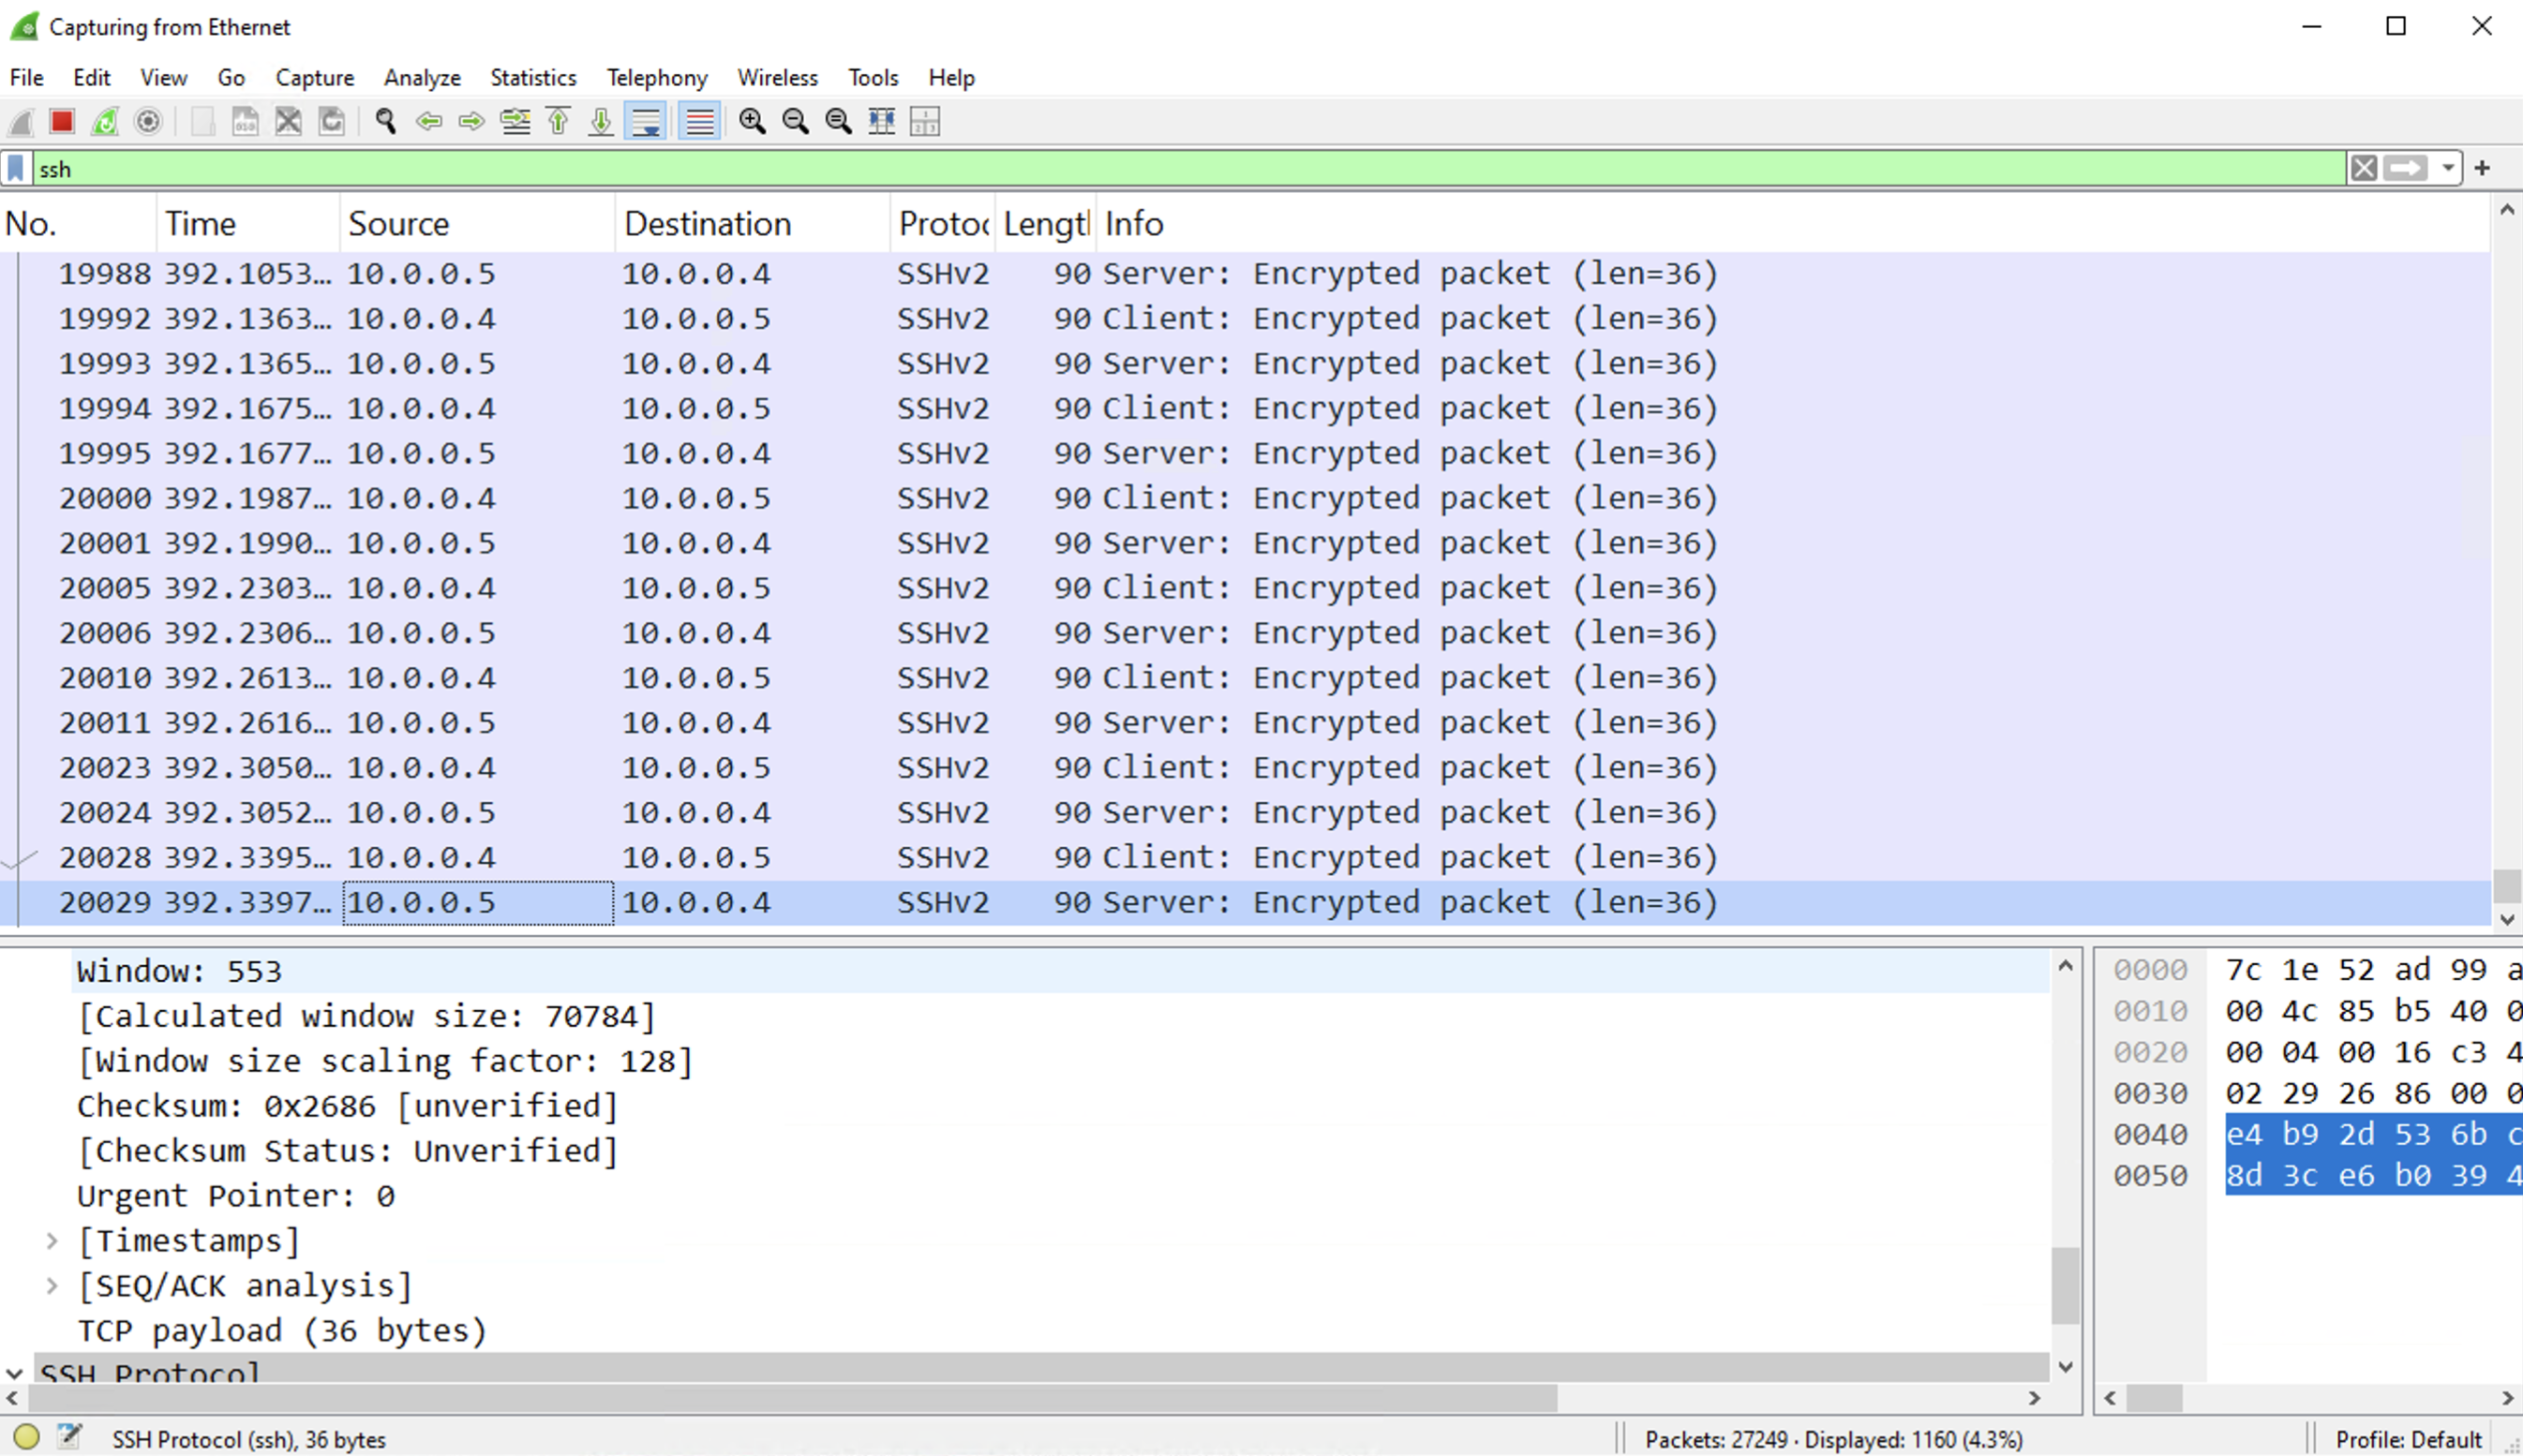 Capturing from Ethernet
File Edit View Go Capture Analyze Statistics Telephony Wireless Tools Help
ssh
No. Time Source Destination Protoc Length Info
19988 392.1053… 10.0.0.5 10.0.0.4 SSHv2 90 Server: Encrypted packet (len=36)
19992 392.1363… 10.0.0.4 10.0.0.5 SSHv2 90 Client: Encrypted packet (len=36)
19993 392.1365… 10.0.0.5 10.0.0.4 SSHv2 90 Server: Encrypted packet (len=36)
19994 392.1675… 10.0.0.4 10.0.0.5 SSHv2 90 Client: Encrypted packet (len=36)
19995 392.1677… 10.0.0.5 10.0.0.4 SSHv2 90 Server: Encrypted packet (len=36)
20000 392.1987… 10.0.0.4 10.0.0.5 SSHv2 90 Client: Encrypted packet (len=36)
20001 392.1990… 10.0.0.5 10.0.0.4 SSHv2 90 Server: Encrypted packet (len=36)
20005 392.2303… 10.0.0.4 10.0.0.5 SSHv2 90 Client: Encrypted packet (len=36)
20006 392.2306… 10.0.0.5 10.0.0.4 SSHv2 90 Server: Encrypted packet (len=36)
20010 392.2613… 10.0.0.4 10.0.0.5 SSHv2 90 Client: Encrypted packet (len=36)
20011 392.2616… 10.0.0.5 10.0.0.4 SSHv2 90 Server: Encrypted packet (len=36)
20023 392.3050… 10.0.0.4 10.0.0.5 SSHv2 90 Client: Encrypted packet (len=36)
20024 392.3052… 10.0.0.5 10.0.0.4 SSHv2 90 Server: Encrypted packet (len=36)
20028 392.3395… 10.0.0.4 10.0.0.5 SSHv2 90 Client: Encrypted packet (len=36)
20029 392.3397… 10.0.0.5 10.0.0.4 SSHv2 90 Server: Encrypted packet (len=36)
Window: 553
[Calculated window size: 70784]
[Window size scaling factor: 128]
Checksum: 0x2686 [unverified]
[Checksum Status: Unverified]
Urgent Pointer: 0
[Timestamps]
[SEQ/ACK analysis]
TCP payload (36 bytes)
SSH Protocol
0000 7c 1e 52 ad 99 a
0010 00 4c 85 b5 40 0
0020 00 04 00 16 c3 4
0030 02 29 26 86 00 0
0040 e4 b9 2d 53 6b c
0050 8d 3c e6 b0 39 4
SSH Protocol (ssh), 36 bytes
Packets: 27249 · Displayed: 1160 (4.3%)
Profile: Default